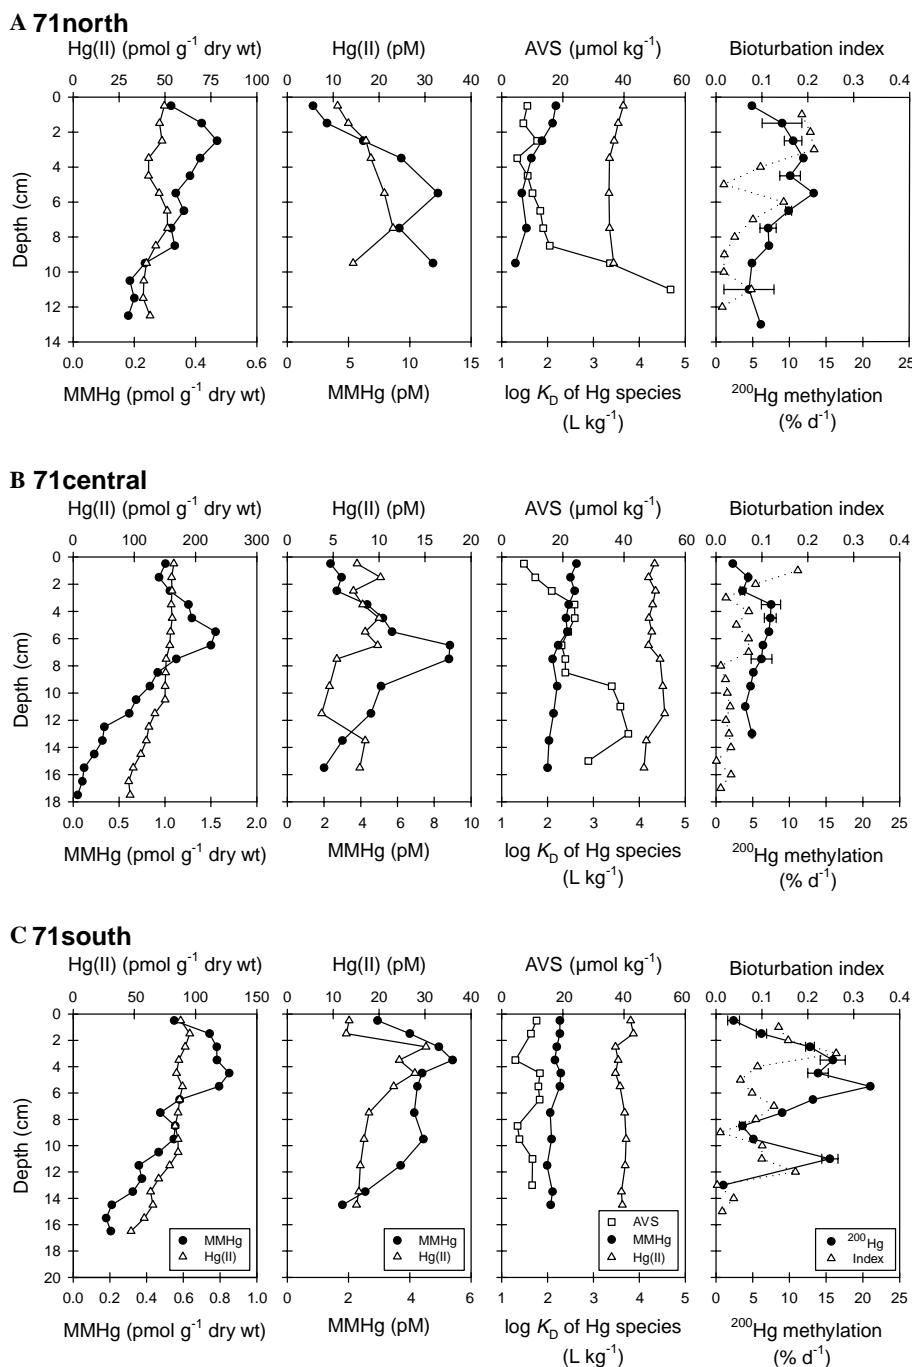 A 71north
Hg(II) (pmol g⁻¹ dry wt) Hg(II) (pM) AVS (µmol kg⁻¹) Bioturbation index
0 25 50 75 100 0 10 20 30 40 0 10 20 30 40 50 60 0.0 0.1 0.2 0.3 0.4
0
2
4
6
8
10
12
14
Depth (cm)
0.0 0.2 0.4 0.6 0 5 10 15 1 2 3 4 5 0 5 10 15 20 25
MMHg (pmol g⁻¹ dry wt) MMHg (pM) log K_D of Hg species ²⁰⁰Hg methylation
(L kg⁻¹) (% d⁻¹)
B 71central
Hg(II) (pmol g⁻¹ dry wt) Hg(II) (pM) AVS (µmol kg⁻¹) Bioturbation index
0 100 200 300 0 5 10 15 20 0 20 40 60 0.0 0.1 0.2 0.3 0.4
0
2
4
6
8
10
12
14
16
18
Depth (cm)
0.0 0.5 1.0 1.5 2.0 0 2 4 6 8 10 1 2 3 4 5 0 5 10 15 20 25
MMHg (pmol g⁻¹ dry wt) MMHg (pM) log K_D of Hg species ²⁰⁰Hg methylation
(L kg⁻¹) (% d⁻¹)
C 71south
Hg(II) (pmol g⁻¹ dry wt) Hg(II) (pM) AVS (µmol kg⁻¹) Bioturbation index
0 50 100 150 0 10 20 30 40 0 20 40 60 0.0 0.1 0.2 0.3 0.4
0
2
4
6
8
10
12
14
16
18
20
Depth (cm)
MMHg
Hg(II)
MMHg
Hg(II)
AVS
MMHg
Hg(II)
²⁰⁰Hg
Index
0.0 0.2 0.4 0.6 0.8 1.0 0 2 4 6 1 2 3 4 5 0 5 10 15 20 25
MMHg (pmol g⁻¹ dry wt) MMHg (pM) log K_D of Hg species ²⁰⁰Hg methylation
(L kg⁻¹) (% d⁻¹)